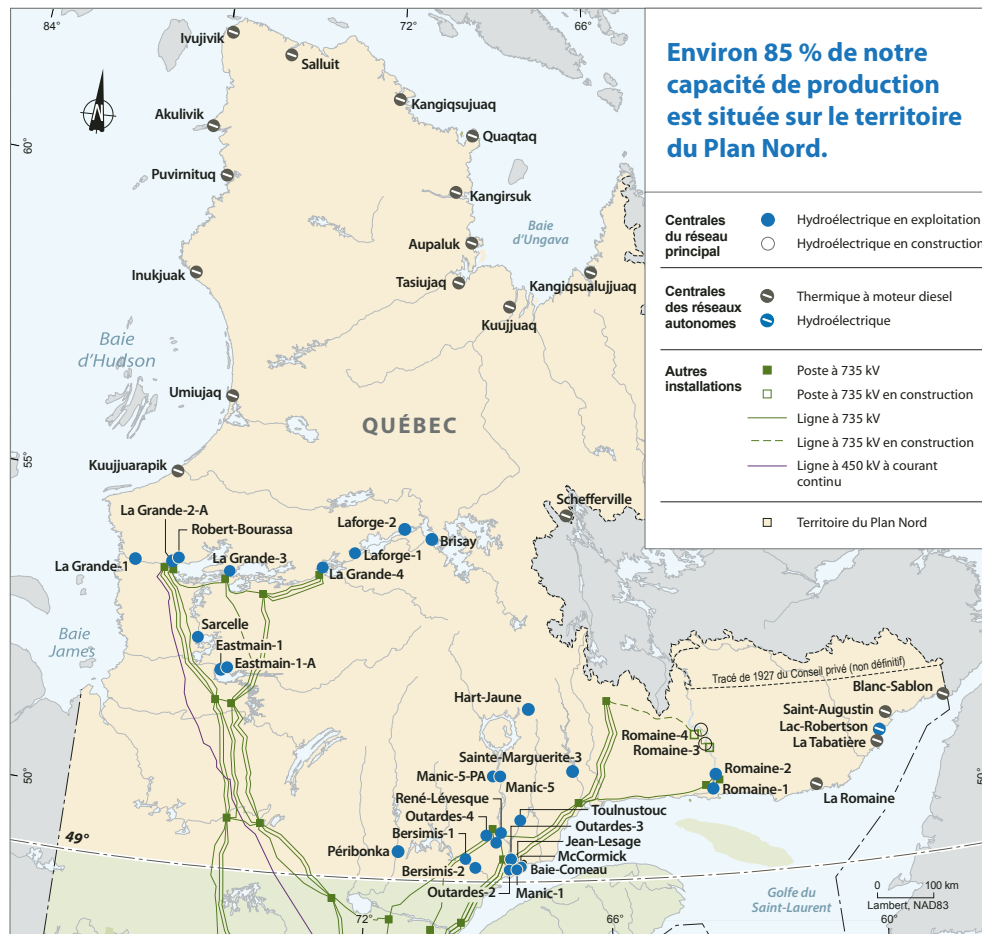 84°
72°
66°
Ivujivik
Salluit
Kangiqsujuaq
Akulivik
Quaqtaq
60°
Puvirnituq
Kangirsuk
Baie
d'Ungava
Aupaluk
Inukjuak
Tasiujaq
Kangiqsualujjuaq
Kuujjuaq
Baie
d'Hudson
Umiujaq
QUÉBEC
55°
Kuujjuarapik
Schefferville
La Grande-2-A
Robert-Bourassa
Laforge-2
Brisay
La Grande-1
La Grande-3
Laforge-1
La Grande-4
Baie
James
Sarcelle
Eastmain-1
Eastmain-1-A
Tracé de 1927 du Conseil privé (non définitif)
Blanc-Sablon
Hart-Jaune
Saint-Augustin
Lac-Robertson
La Tabatière
Romaine-4
Romaine-3
Sainte-Marguerite-3
50°
Manic-5-PA
Manic-5
Romaine-2
Romaine-1
La Romaine
René-Lévesque
Toulnustouc
Outardes-4
Outardes-3
Bersimis-1
Jean-Lesage
49°
Péribonka
McCormick
Bersimis-2
Baie-Comeau
Outardes-2
Manic-1
Golfe du
Saint-Laurent
0 100 km
Lambert, NAD83
72°
66°
60°
Environ 85 % de notre
capacité de production
est située sur le territoire
du Plan Nord.
Centrales
du réseau
principal
Hydroélectrique en exploitation
Hydroélectrique en construction
Centrales
des réseaux
autonomes
Thermique à moteur diesel
Hydroélectrique
Autres
installations
Poste à 735 kV
Poste à 735 kV en construction
Ligne à 735 kV
Ligne à 735 kV en construction
Ligne à 450 kV à courant
continu
Territoire du Plan Nord